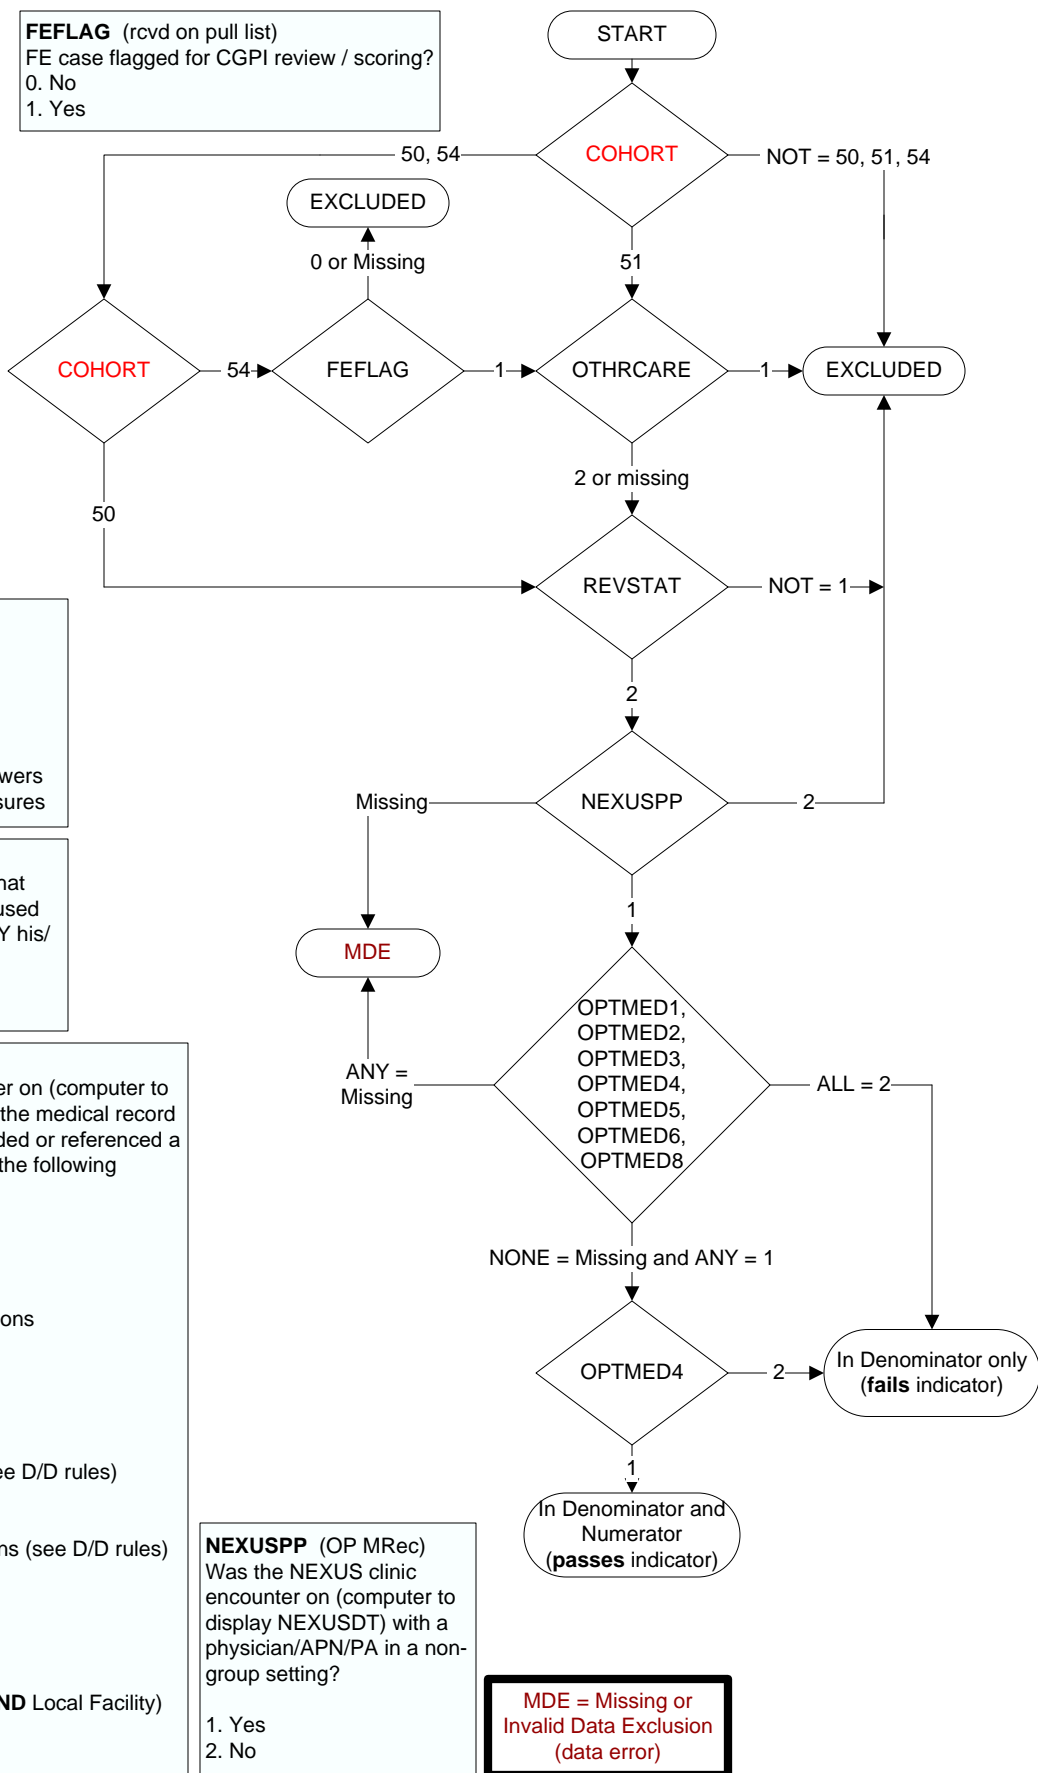 FEFLAG (rcvd on pull list)
FE case flagged for CGPI review / scoring?
0. No
1. Yes
START
COHORT
50, 54
NOT = 50, 51, 54
EXCLUDED
0 or Missing
51
COHORT
54
FEFLAG
1
OTHRCARE
1
EXCLUDED
2 or missing
50
REVSTAT
NOT = 1
2
NEXUSPP
Missing
2
1
MDE
OPTMED1,
OPTMED2,
OPTMED3,
OPTMED4,
OPTMED5,
OPTMED6,
OPTMED8
ANY =
Missing
ALL = 2
NONE = Missing and ANY = 1
OPTMED4
2
In Denominator only
(fails indicator)
1
In Denominator and
Numerator
(passes indicator)
wers
sures
hat
used
Y his/
er on (computer to
the medical record
ded or referenced a
the following
ons
ee D/D rules)
ns (see D/D rules)
ND Local Facility)
NEXUSPP (OP MRec)
Was the NEXUS clinic
encounter on (computer to
display NEXUSDT) with a
physician/APN/PA in a non-
group setting?
1. Yes
2. No
MDE = Missing or
Invalid Data Exclusion
(data error)